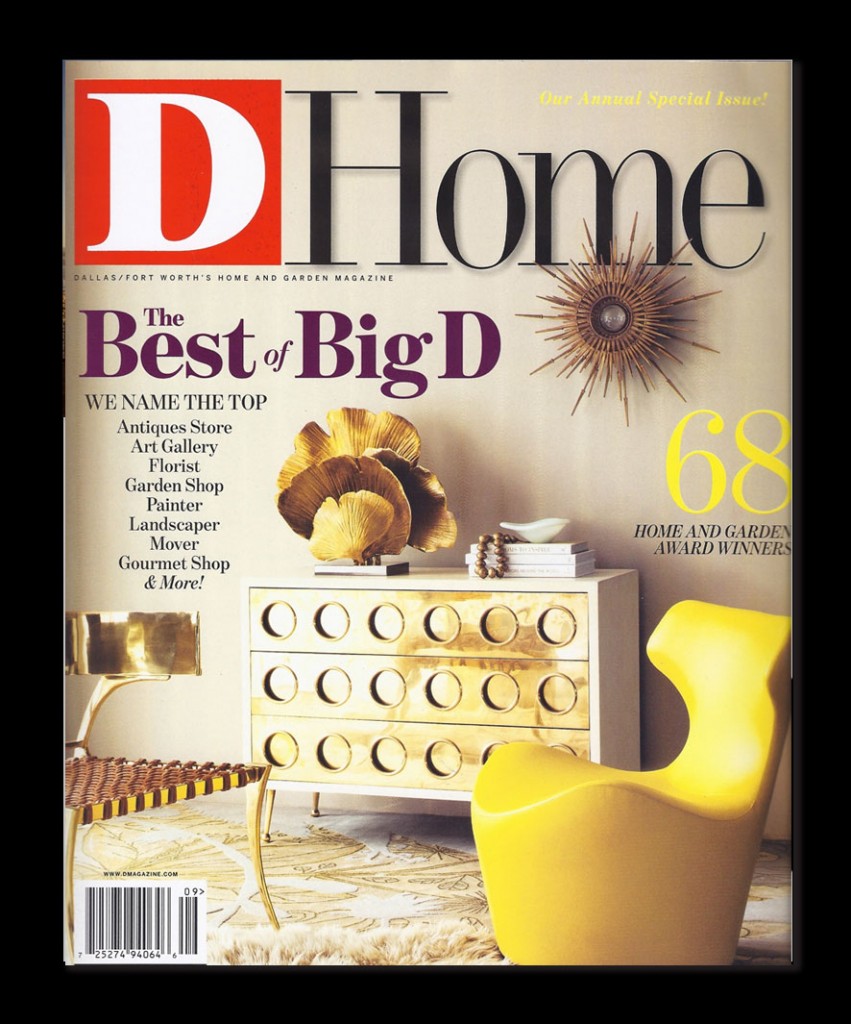 D Home
Our Annual Special Issue!
DALLAS/FORT WORTH'S HOME AND GARDEN MAGAZINE
The
Best of Big D
WE NAME THE TOP
Antiques Store
Art Gallery
Florist
Garden Shop
Painter
Landscaper
Mover
Gourmet Shop
& More!
68
HOME AND GARDEN
AWARD WINNERS
WWW.DMAGAZINE.COM
09>
7 25274 94064 6